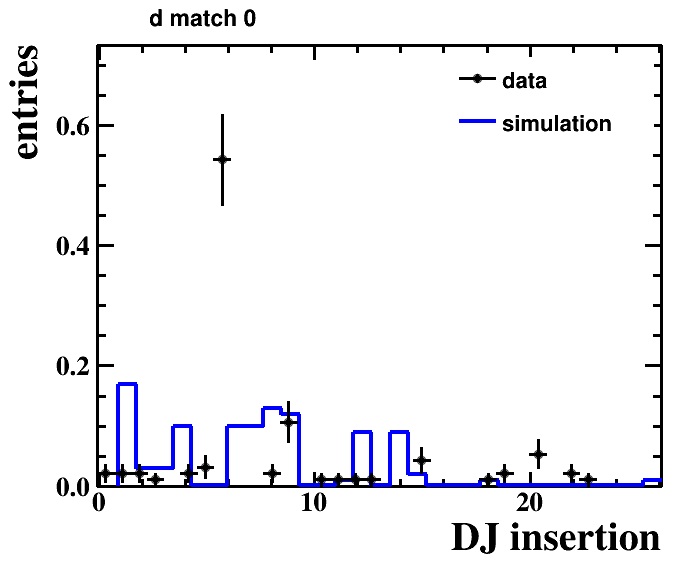 d match 0
entries
data
simulation
0.6
0.4
0.2
0.0
0 10 20
DJ insertion